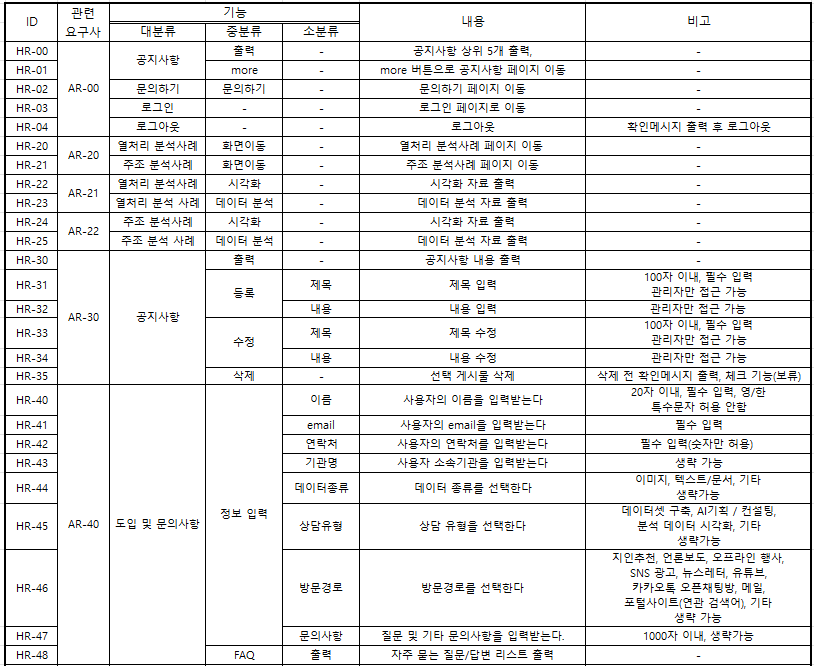 ID 관련 요구사 기능 내용 비고
대분류 중분류 소분류
HR-00 AR-00 공지사항 출력 - 공지사항 상위 5개 출력, -
HR-01 more - more 버튼으로 공지사항 페이지 이동 -
HR-02 문의하기 문의하기 - 문의하기 페이지 이동 -
HR-03 로그인 - - 로그인 페이지로 이동 -
HR-04 로그아웃 - - 로그아웃 확인메시지 출력 후 로그아웃
HR-20 AR-20 열처리 분석사례 화면이동 - 열처리 분석사례 페이지 이동 -
HR-21 주조 분석사례 화면이동 - 주조 분석사례 페이지 이동 -
HR-22 AR-21 열처리 분석사례 시각화 - 시각화 자료 출력 -
HR-23 열처리 분석 사례 데이터 분석 - 데이터 분석 자료 출력 -
HR-24 AR-22 주조 분석사례 시각화 - 시각화 자료 출력 -
HR-25 주조 분석 사례 데이터 분석 - 데이터 분석 자료 출력 -
HR-30 AR-30 공지사항 출력 - 공지사항 내용 출력 -
HR-31 등록 제목 제목 입력 100자 이내, 필수 입력
관리자만 접근 가능
HR-32 내용 내용 입력 관리자만 접근 가능
HR-33 수정 제목 제목 수정 100자 이내, 필수 입력
관리자만 접근 가능
HR-34 내용 내용 수정 관리자만 접근 가능
HR-35 삭제 - 선택 게시물 삭제 삭제 전 확인메시지 출력, 체크 기능(보류)
HR-40 AR-40 도입 및 문의사항 정보 입력 이름 사용자의 이름을 입력받는다 20자 이내, 필수 입력, 영/한
특수문자 허용 안함
HR-41 email 사용자의 email을 입력받는다 필수 입력
HR-42 연락처 사용자의 연락처를 입력받는다 필수 입력(숫자만 허용)
HR-43 기관명 사용자 소속기관을 입력받는다 생략 가능
HR-44 데이터종류 데이터 종류를 선택한다 이미지, 텍스트/문서, 기타
생략가능
HR-45 상담유형 상담 유형을 선택한다 데이터셋 구축, AI기획 / 컨설팅,
분석 데이터 시각화, 기타
생략가능
HR-46 방문경로 방문경로를 선택한다 지인추천, 언론보도, 오프라인 행사,
SNS 광고, 뉴스레터, 유튜브,
카카오톡 오픈채팅방, 메일,
포털사이트(연관 검색어), 기타
생략 가능
HR-47 문의사항 질문 및 기타 문의사항을 입력받는다. 1000자 이내, 생략가능
HR-48 FAQ 출력 자주 묻는 질문/답변 리스트 출력 -